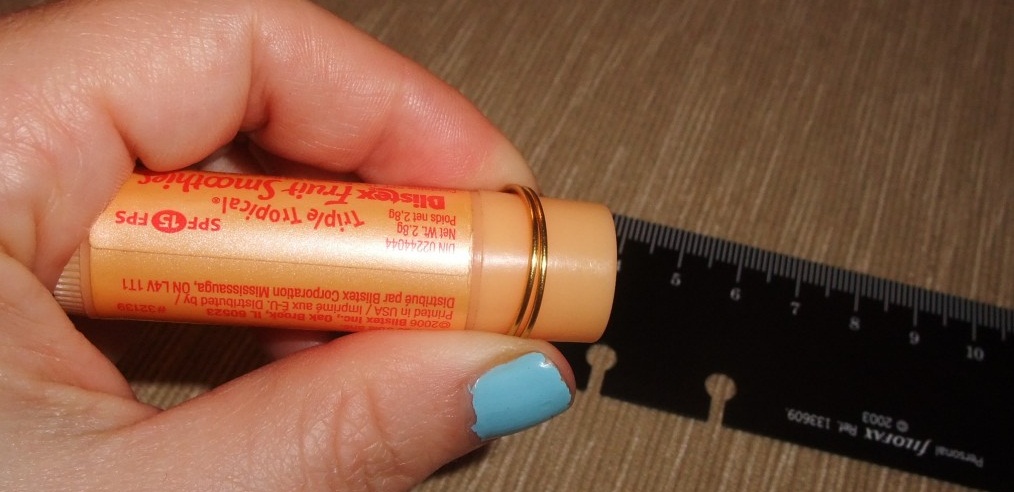 Blistex Fruit Smoothies
Triple Tropical®
SPF 15 FPS
Net Wt. 2.8g
Poids net 2,8g
DIN 02244044
©2006 Blistex Inc., Oak Brook, IL 60523
Printed in USA / Imprimé aux É-U. Distributed by /
Distribué par Blistex Corporation Mississauga, ON L4V 1T1
#32139
5 6 7 8 9 10
Personal FILOFAX Ref. 133609.
© 2003